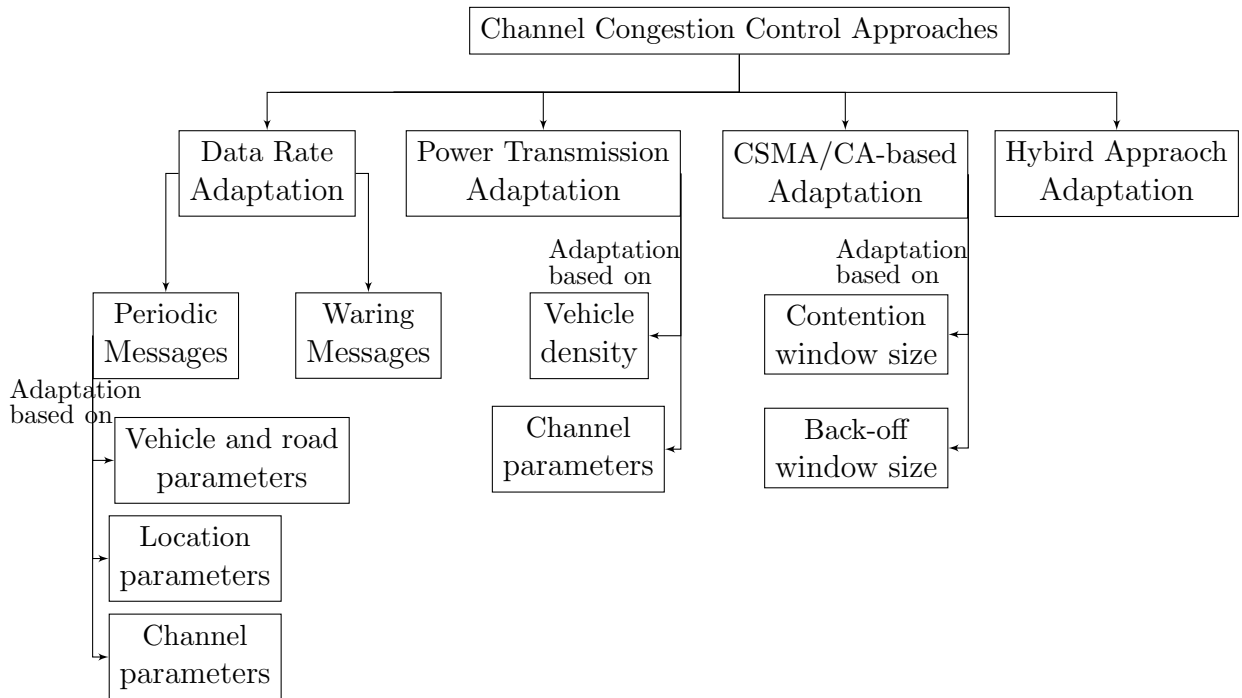 Channel Congestion Control Approaches
Data Rate
Adaptation
Power Transmission
Adaptation
CSMA/CA-based
Adaptation
Hybird Appraoch
Adaptation
Periodic
Messages
Waring
Messages
Adaptation
based on
Vehicle
density
Adaptation
based on
Contention
window size
Adaptation
based on
Vehicle and road
parameters
Channel
parameters
Back-off
window size
Location
parameters
Channel
parameters